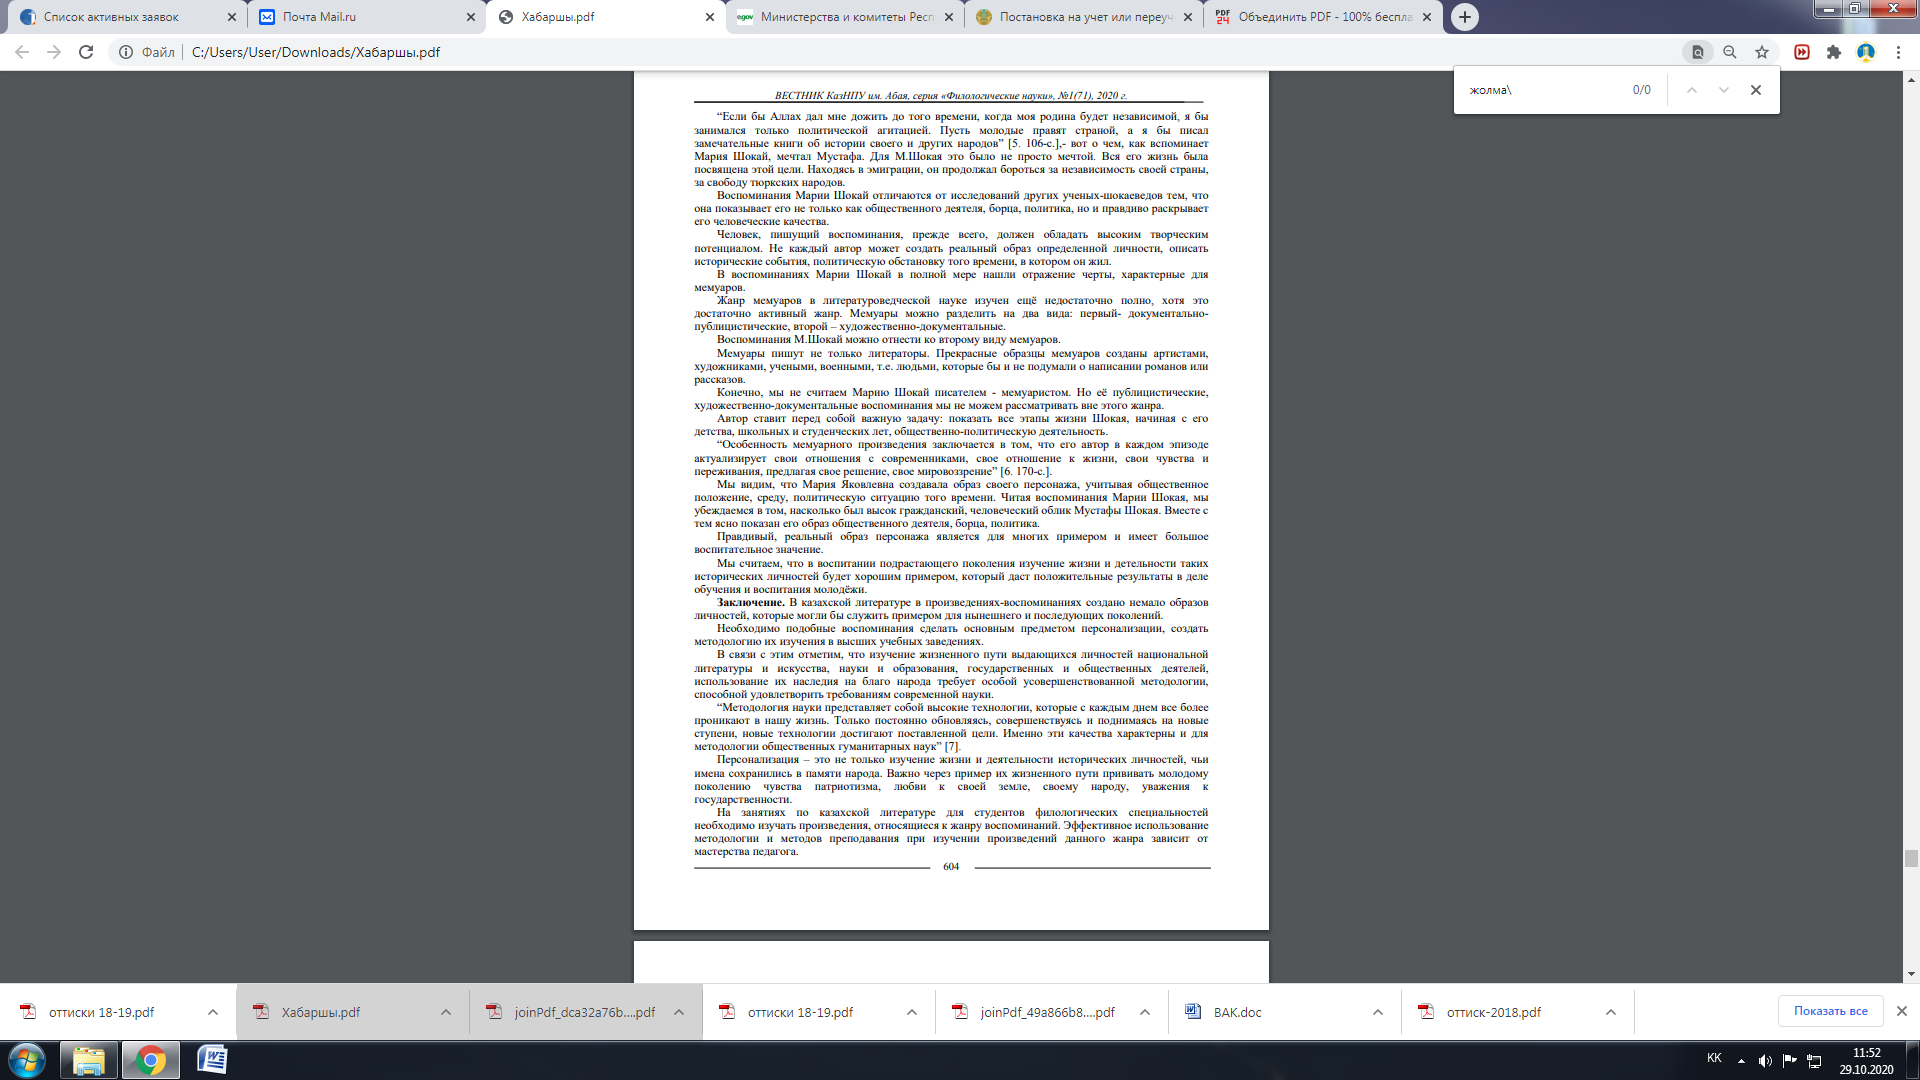 Список активных заявок
Почта Mail.ru
Хабаршы.pdf
Министерства и комитеты Респ
Постановка на учет или переуч
Объединить PDF - 100% беспла
Файл
C:/Users/User/Downloads/Хабаршы.pdf
жолма\
0/0
ВЕСТНИК КазНПУ им. Абая, серия «Филологические науки», №1(71), 2020 г.
“Если бы Аллах дал мне дожить до того времени, когда моя родина будет независимой, я бы
занимался только политической агитацией. Пусть молодые правят страной, а я бы писал
замечательные книги об истории своего и других народов” [5. 106-с.],- вот о чем, как вспоминает
Мария Шокай, мечтал Мустафа. Для М.Шокая это было не просто мечтой. Вся его жизнь была
посвящена этой цели. Находясь в эмиграции, он продолжал бороться за независимость своей страны,
за свободу тюркских народов.
Воспоминания Марии Шокай отличаются от исследований других ученых-шокаеведов тем, что
она показывает его не только как общественного деятеля, борца, политика, но и правдиво раскрывает
его человеческие качества.
Человек, пишущий воспоминания, прежде всего, должен обладать высоким творческим
потенциалом. Не каждый автор может создать реальный образ определенной личности, описать
исторические события, политическую обстановку того времени, в котором он жил.
В воспоминаниях Марии Шокай в полной мере нашли отражение черты, характерные для
мемуаров.
Жанр мемуаров в литературоведческой науке изучен ещё недостаточно полно, хотя это
достаточно активный жанр. Мемуары можно разделить на два вида: первый- документально-
публицистические, второй – художественно-документальные.
Воспоминания М.Шокай можно отнести ко второму виду мемуаров.
Мемуары пишут не только литераторы. Прекрасные образцы мемуаров созданы артистами,
художниками, учеными, военными, т.е. людьми, которые бы и не подумали о написании романов или
рассказов.
Конечно, мы не считаем Марию Шокай писателем - мемуаристом. Но её публицистические,
художественно-документальные воспоминания мы не можем рассматривать вне этого жанра.
Автор ставит перед собой важную задачу: показать все этапы жизни Шокая, начиная с его
детства, школьных и студенческих лет, общественно-политическую деятельность.
“Особенность мемуарного произведения заключается в том, что его автор в каждом эпизоде
актуализирует свои отношения с современниками, свое отношение к жизни, свои чувства и
переживания, предлагая свое решение, свое мировоззрение” [6. 170-с.].
Мы видим, что Мария Яковлевна создавала образ своего персонажа, учитывая общественное
положение, среду, политическую ситуацию того времени. Читая воспоминания Марии Шокая, мы
убеждаемся в том, насколько был высок гражданский, человеческий облик Мустафы Шокая. Вместе с
тем ясно показан его образ общественного деятеля, борца, политика.
Правдивый, реальный образ персонажа является для многих примером и имеет большое
воспитательное значение.
Мы считаем, что в воспитании подрастающего поколения изучение жизни и детельности таких
исторических личностей будет хорошим примером, который даст положительные результаты в деле
обучения и воспитания молодёжи.
Заключение. В казахской литературе в произведениях-воспоминаниях создано немало образов
личностей, которые могли бы служить примером для нынешнего и последующих поколений.
Необходимо подобные воспоминания сделать основным предметом персонализации, создать
методологию их изучения в высших учебных заведениях.
В связи с этим отметим, что изучение жизненного пути выдающихся личностей национальной
литературы и искусства, науки и образования, государственных и общественных деятелей,
использование их наследия на благо народа требует особой усовершенствованной методологии,
способной удовлетворить требованиям современной науки.
“Методология науки представляет собой высокие технологии, которые с каждым днем все более
проникают в нашу жизнь. Только постоянно обновляясь, совершенствуясь и поднимаясь на новые
ступени, новые технологии достигают поставленной цели. Именно эти качества характерны и для
методологии общественных гуманитарных наук” [7].
Персонализация – это не только изучение жизни и деятельности исторических личностей, чьи
имена сохранились в памяти народа. Важно через пример их жизненного пути прививать молодому
поколению чувства патриотизма, любви к своей земле, своему народу, уважения к
государственности.
На занятиях по казахской литературе для студентов филологических специальностей
необходимо изучать произведения, относящиеся к жанру воспоминаний. Эффективное использование
методологии и методов преподавания при изучении произведений данного жанра зависит от
мастерства педагога.
604
оттиски 18-19.pdf
Хабаршы.pdf
joinPdf_dca32a76b....pdf
оттиски 18-19.pdf
joinPdf_49a866b8....pdf
ВАК.doc
оттиск-2018.pdf
Показать все
KK
11:52
29.10.2020